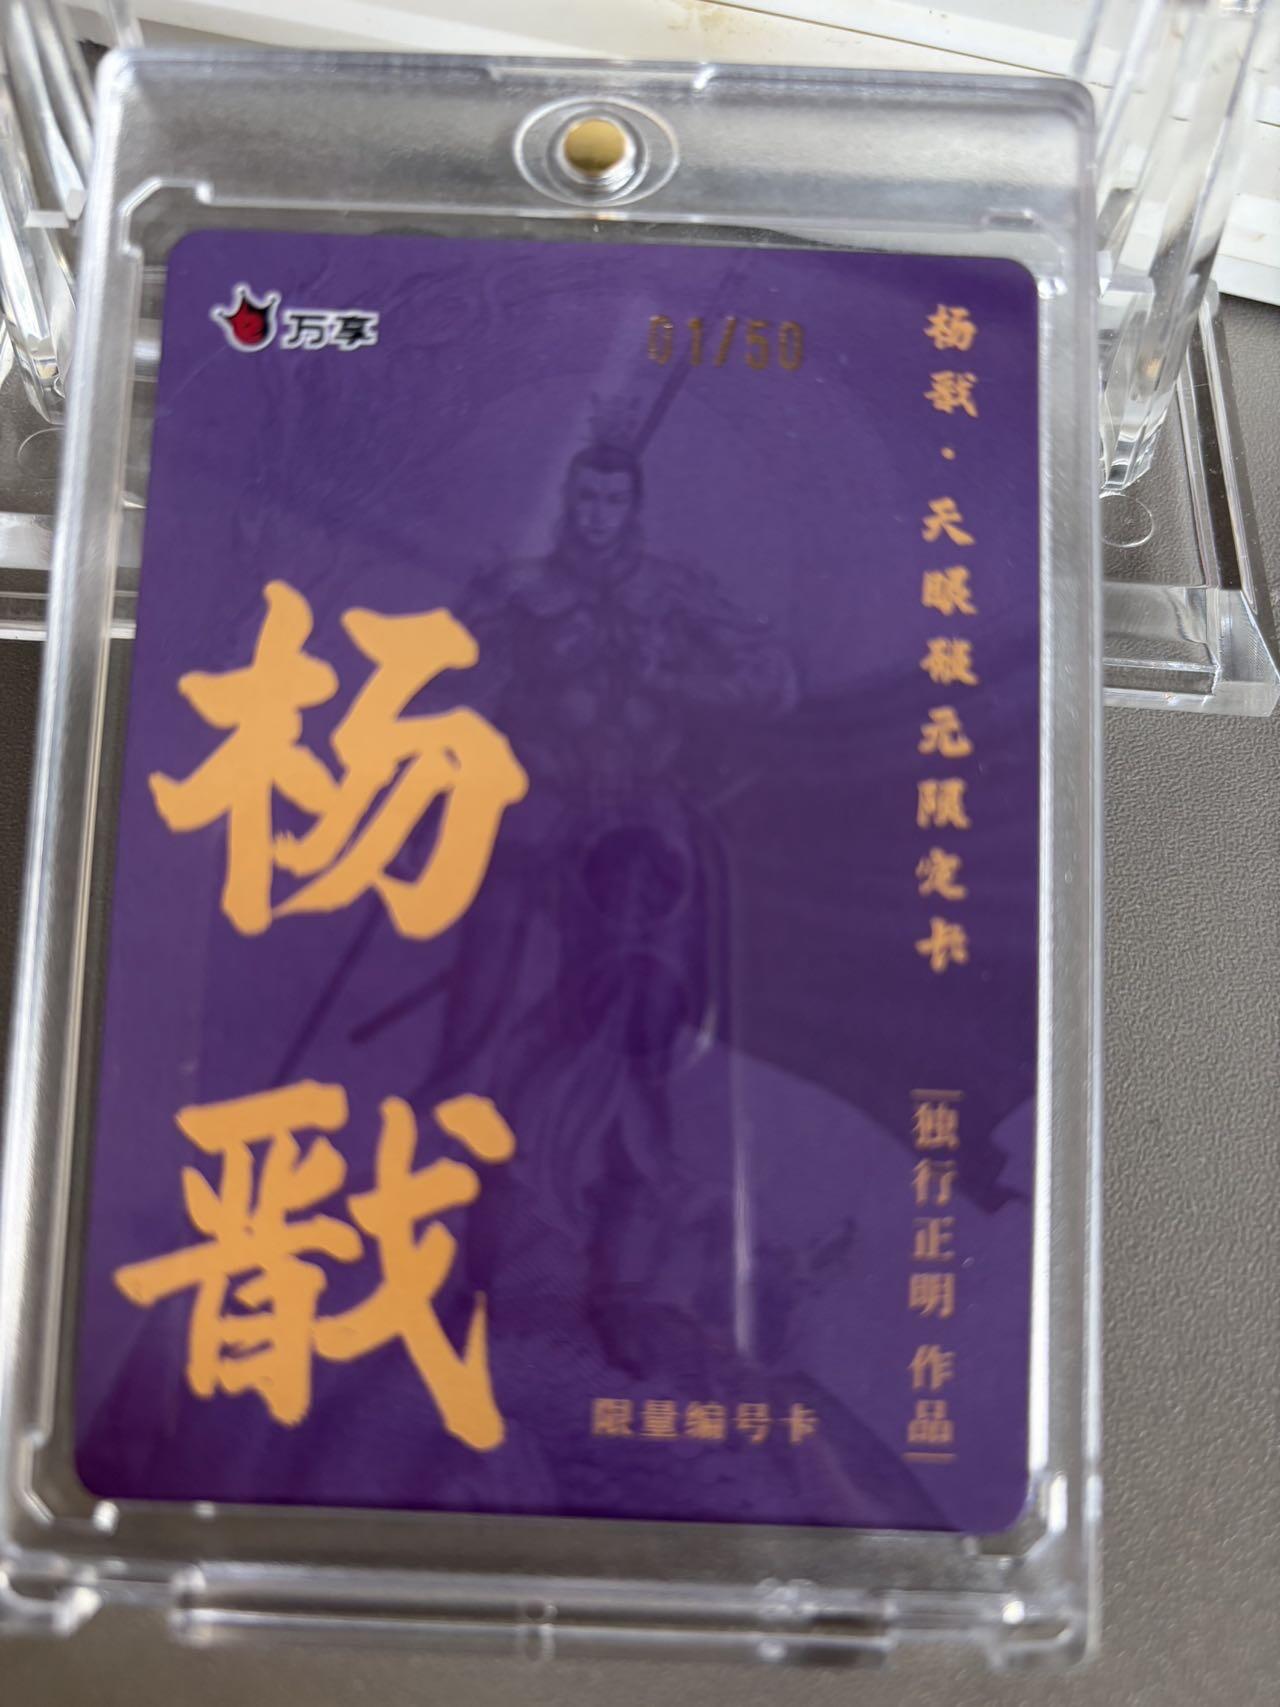 万享
01/50
杨戬·天眼破元限定卡
杨戬
独行正明 作品
限量编号卡